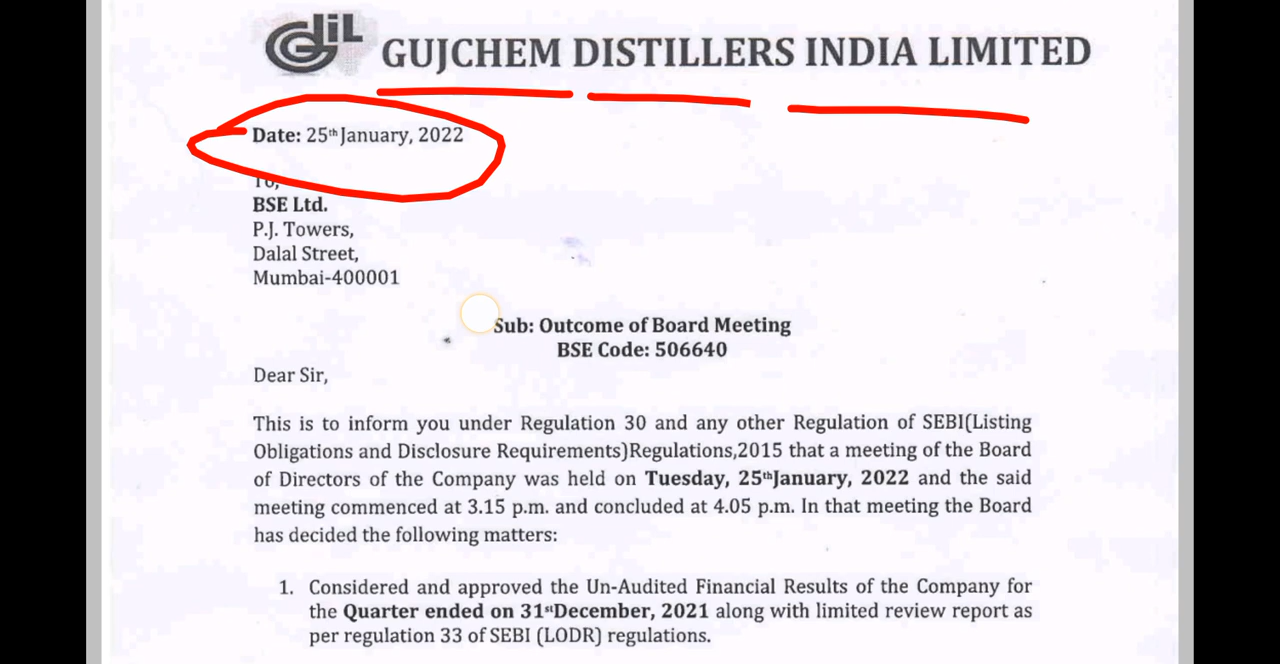 GDIL GUJCHEM DISTILLERS INDIA LIMITED
Date: 25th January, 2022
To,
BSE Ltd.
P.J. Towers,
Dalal Street,
Mumbai-400001
Sub: Outcome of Board Meeting
BSE Code: 506640
Dear Sir,
This is to inform you under Regulation 30 and any other Regulation of SEBI(Listing
Obligations and Disclosure Requirements)Regulations,2015 that a meeting of the Board
of Directors of the Company was held on Tuesday, 25thJanuary, 2022 and the said
meeting commenced at 3.15 p.m. and concluded at 4.05 p.m. In that meeting the Board
has decided the following matters:
1. Considered and approved the Un-Audited Financial Results of the Company for
the Quarter ended on 31stDecember, 2021 along with limited review report as
per regulation 33 of SEBI (LODR) regulations.